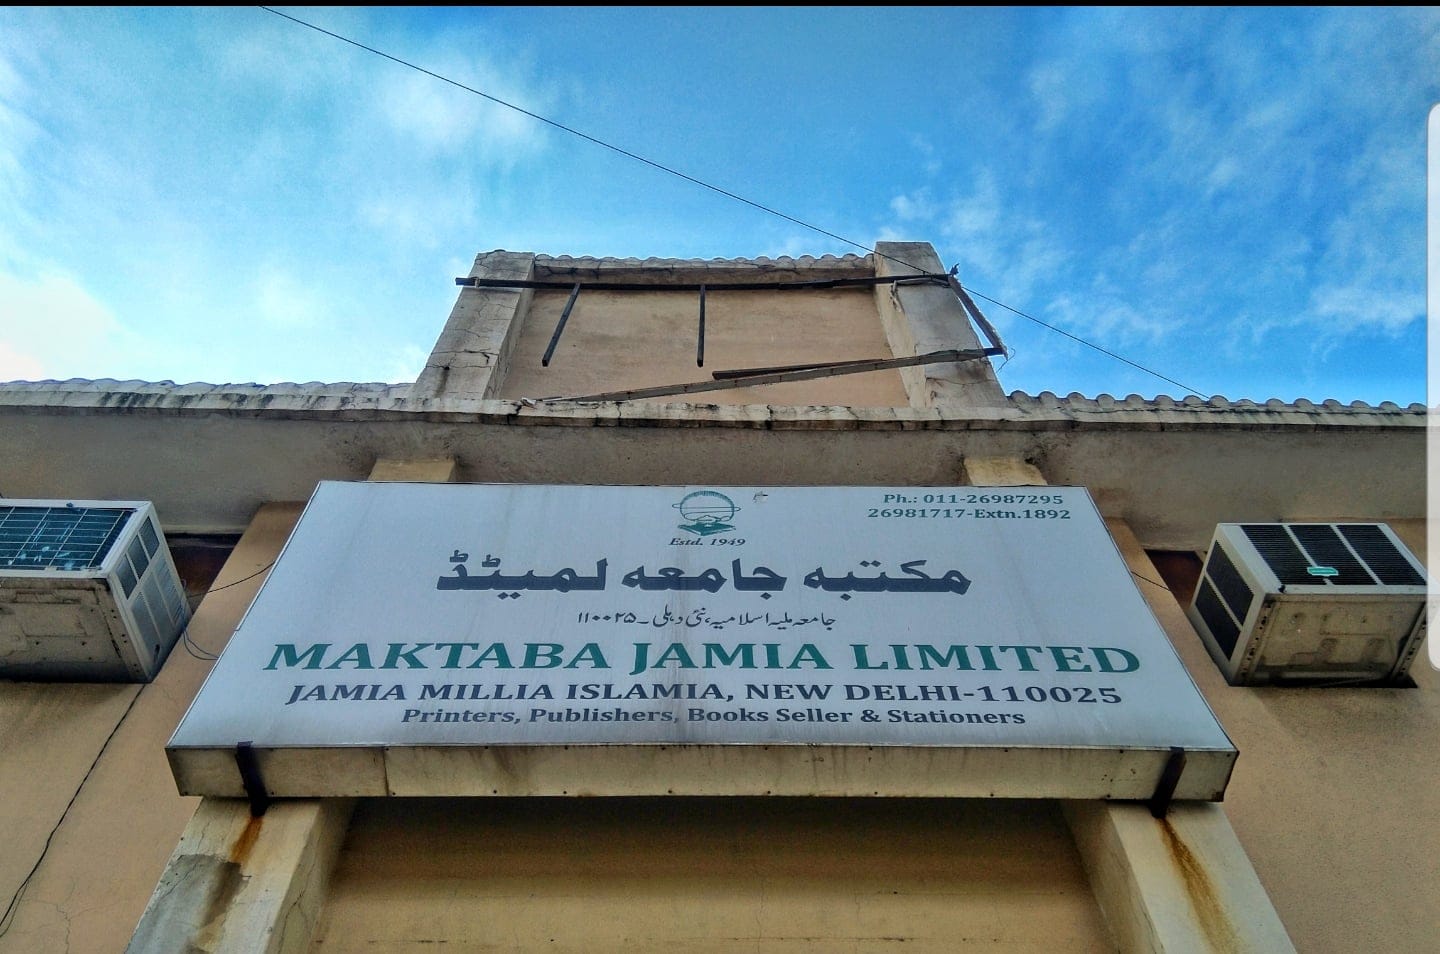 Ph.: 011-26987295
26981717-Extn.1892
Estd. 1949
مکتبہ جامعہ لمیٹڈ
جامعہ ملیہ اسلامیہ، نئی دہلی ۔ ۱۱۰۰۲۵
MAKTABA JAMIA LIMITED
JAMIA MILLIA ISLAMIA, NEW DELHI-110025
Printers, Publishers, Books Seller & Stationers